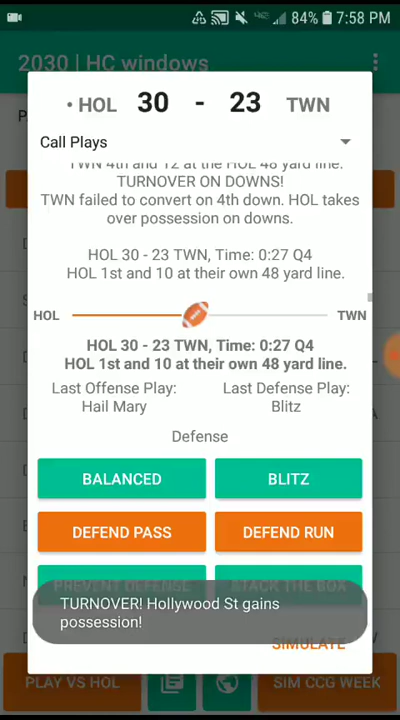 84% 7:58 PM
2030 | HC windows
• HOL 30 - 23 TWN
Call Plays
TWN 4th and 12 at the HOL 48 yard line.
TURNOVER ON DOWNS!
TWN failed to convert on 4th down. HOL takes
over possession on downs.
HOL 30 - 23 TWN, Time: 0:27 Q4
HOL 1st and 10 at their own 48 yard line.
HOL TWN
HOL 30 - 23 TWN, Time: 0:27 Q4
HOL 1st and 10 at their own 48 yard line.
Last Offense Play: Last Defense Play:
Hail Mary Blitz
Defense
BALANCED BLITZ
DEFEND PASS DEFEND RUN
PREVENT DEFENSE STACK THE BOX
TURNOVER! Hollywood St gains
possession!
SIMULATE
PLAY VS HOL SIM CCG WEEK